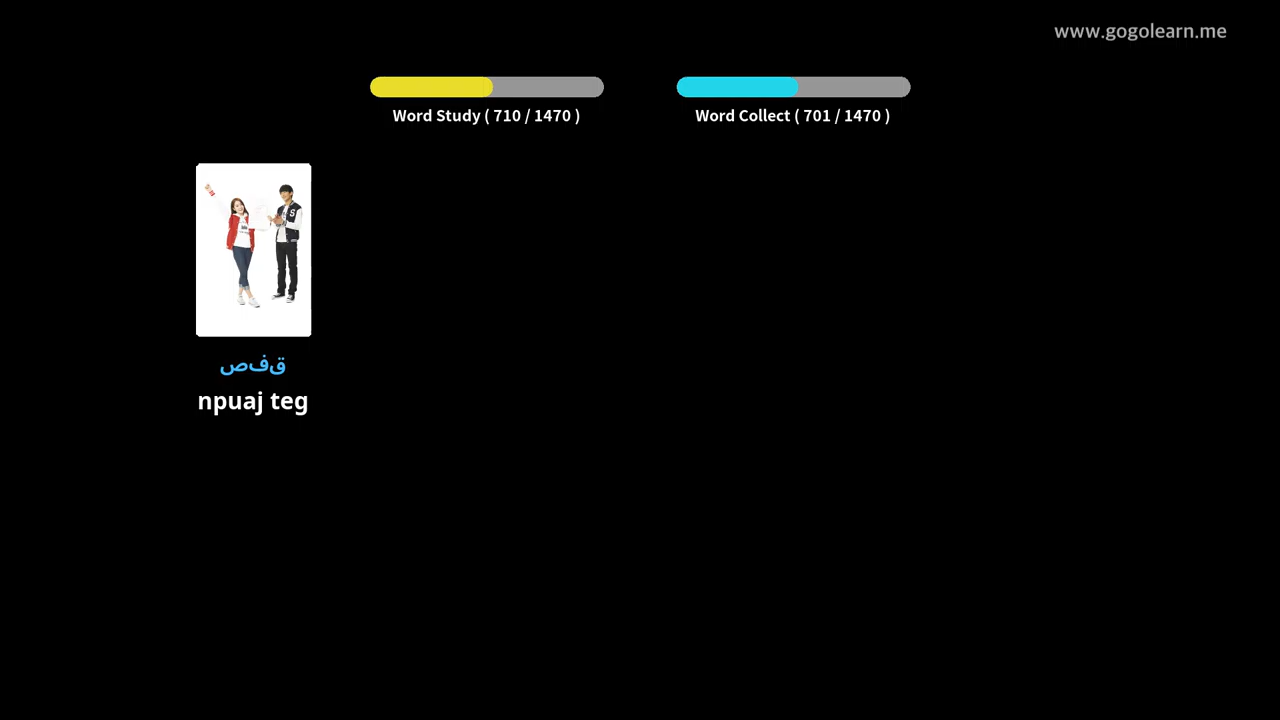 www.gogolearn.me
Word Study ( 710 / 1470 )
Word Collect ( 701 / 1470 )
قفص
npuaj teg